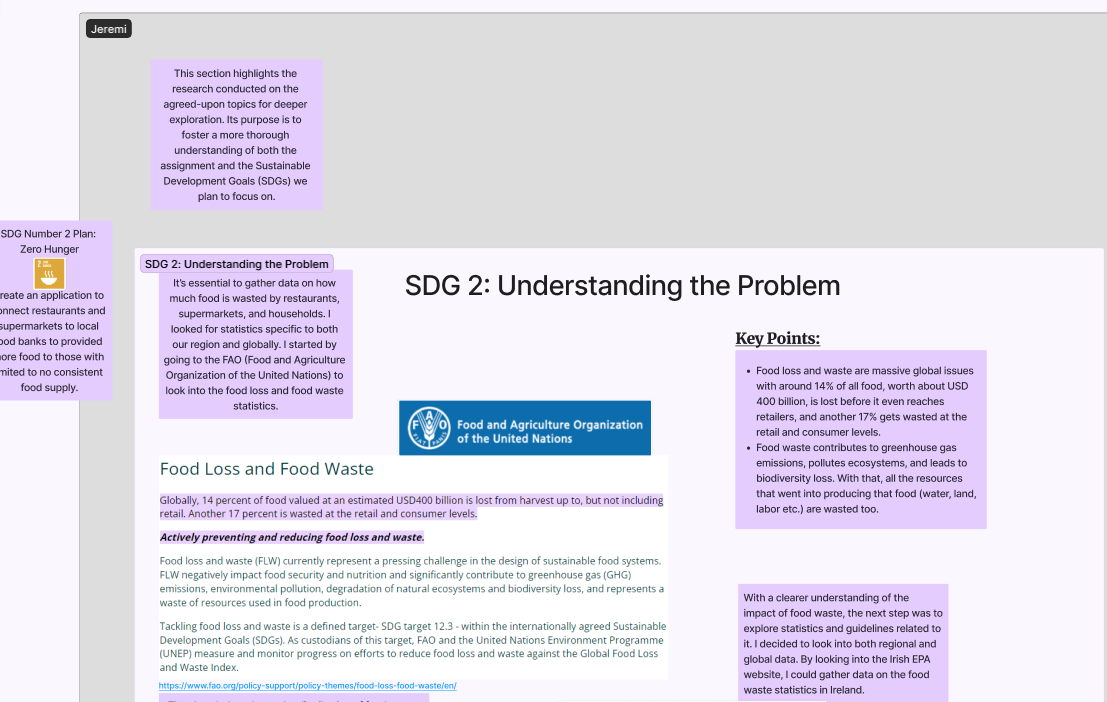 Jeremi
This section highlights the
research conducted on the
agreed-upon topics for deeper
exploration. Its purpose is to
foster a more thorough
understanding of both the
assignment and the Sustainable
Development Goals (SDGs) we
plan to focus on.
SDG Number 2 Plan:
Zero Hunger
reate an application to
nnect restaurants and
supermarkets to local
od banks to provided
ore food to those with
mited to no consistent
food supply.
SDG 2: Understanding the Problem
It's essential to gather data on how
much food is wasted by restaurants,
supermarkets, and households. I
looked for statistics specific to both
our region and globally. I started by
going to the FAO (Food and Agriculture
Organization of the United Nations) to
look into the food loss and food waste
statistics.
SDG 2: Understanding the Problem
Key Points:
• Food loss and waste are massive global issues
with around 14% of all food, worth about USD
400 billion, is lost before it even reaches
retailers, and another 17% gets wasted at the
retail and consumer levels.
• Food waste contributes to greenhouse gas
emissions, pollutes ecosystems, and leads to
biodiversity loss. With that, all the resources
that went into producing that food (water, land,
labor etc.) are wasted too.
FAO
FIAT PANIS
Food and Agriculture Organization
of the United Nations
Food Loss and Food Waste
Globally, 14 percent of food valued at an estimated USD400 billion is lost from harvest up to, but not including
retail. Another 17 percent is wasted at the retail and consumer levels.
Actively preventing and reducing food loss and waste.
Food loss and waste (FLW) currently represent a pressing challenge in the design of sustainable food systems.
FLW negatively impact food security and nutrition and significantly contribute to greenhouse gas (GHG)
emissions, environmental pollution, degradation of natural ecosystems and biodiversity loss, and represents a
waste of resources used in food production.
Tackling food loss and waste is a defined target- SDG target 12.3 - within the internationally agreed Sustainable
Development Goals (SDGs). As custodians of this target, FAO and the United Nations Environment Programme
(UNEP) measure and monitor progress on efforts to reduce food loss and waste against the Global Food Loss
and Waste Index.
https://www.fao.org/policy-support/policy-themes/food-loss-food-waste/en/
With a clearer understanding of the
impact of food waste, the next step was to
explore statistics and guidelines related to
it. I decided to look into both regional and
global data. By looking into the Irish EPA
website, I could gather data on the food
waste statistics in Ireland.